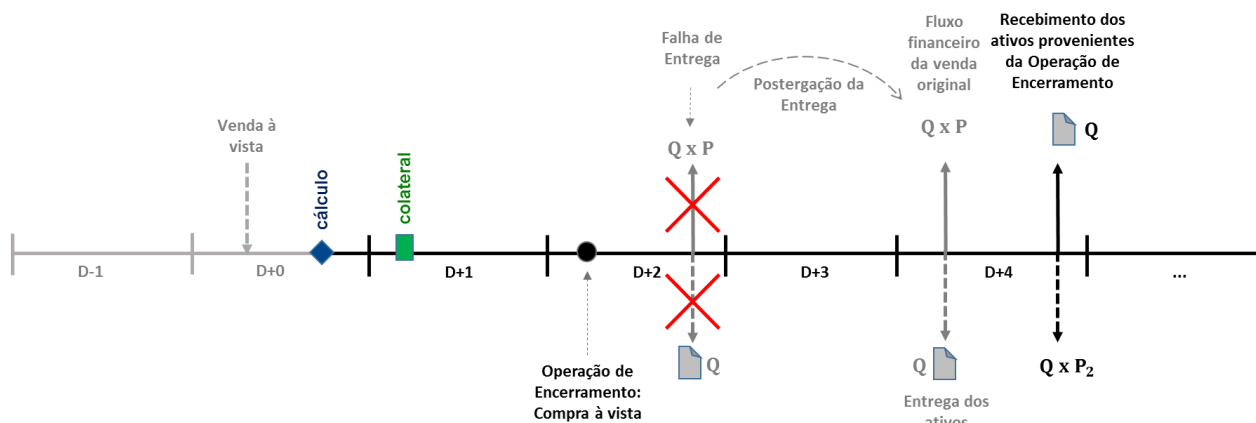 Venda à
vista
cálculo
colateral
Falha de
Entrega
Postergação da
Entrega
Fluxo
financeiro
da venda
original
Recebimento dos
ativos provenientes
da Operação de
Encerramento
Q x P
Q x P
Q
D-1
D+0
D+1
D+2
D+3
D+4
...
Operação de
Encerramento:
Compra à vista
Q
Q
Entrega dos
ativos
Q x P₂